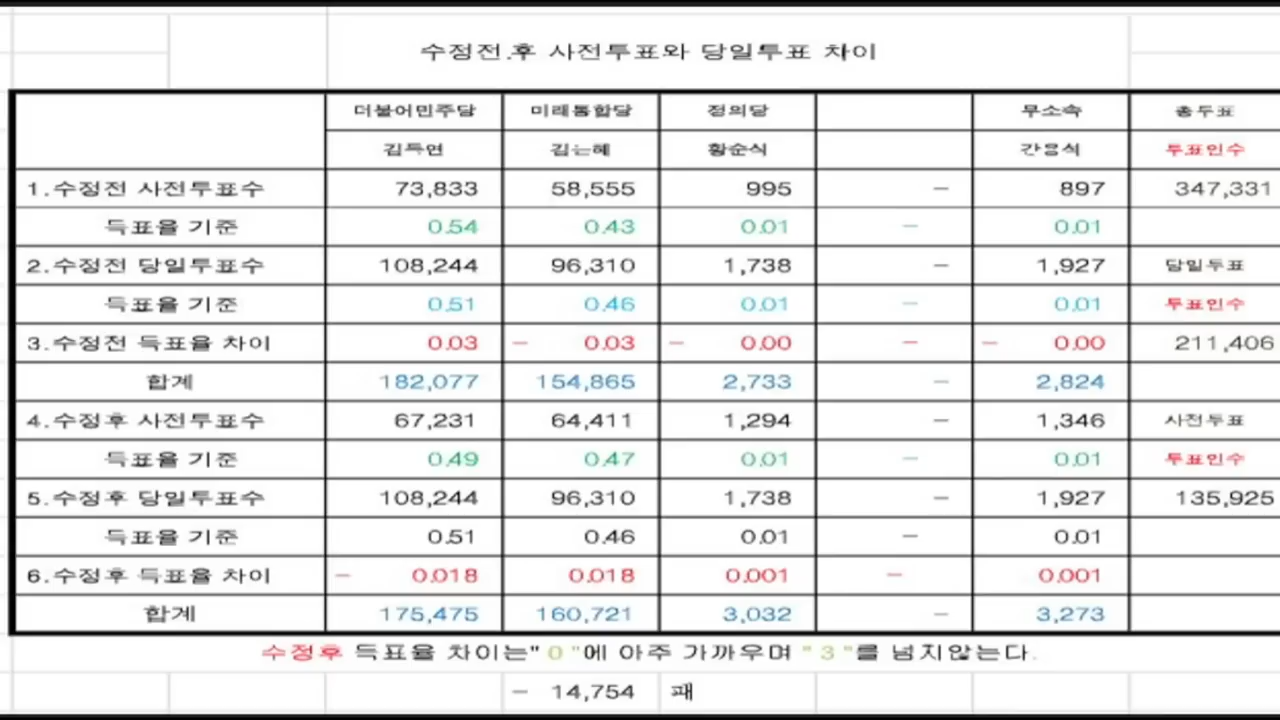 수정전.후 사전투표와 당일투표 차이
더불어민주당 미래통합당 정의당 무소속 총투표
김득연 김은혜 황순식 간응식 투표인수
1.수정전 사전투표수 73,833 58,555 995 – 897 347,331
득표율 기준 0.54 0.43 0.01 – 0.01
2.수정전 당일투표수 108,244 96,310 1,738 – 1,927 당일투표
득표율 기준 0.51 0.46 0.01 – 0.01 투표인수
3.수정전 득표율 차이 0.03 – 0.03 – 0.00 – – 0.00 211,406
합계 182,077 154,865 2,733 – 2,824
4.수정후 사전투표수 67,231 64,411 1,294 – 1,346 사전투표
득표율 기준 0.49 0.47 0.01 – 0.01 투표인수
5.수정후 당일투표수 108,244 96,310 1,738 – 1,927 135,925
득표율 기준 0.51 0.46 0.01 – 0.01
6.수정후 득표율 차이 – 0.018 0.018 0.001 – 0.001
합계 175,475 160,721 3,032 – 3,273
수정후 득표율 차이는" 0 "에 아주 가까우며 " 3 "를 넘치않는다.
– 14,754 패